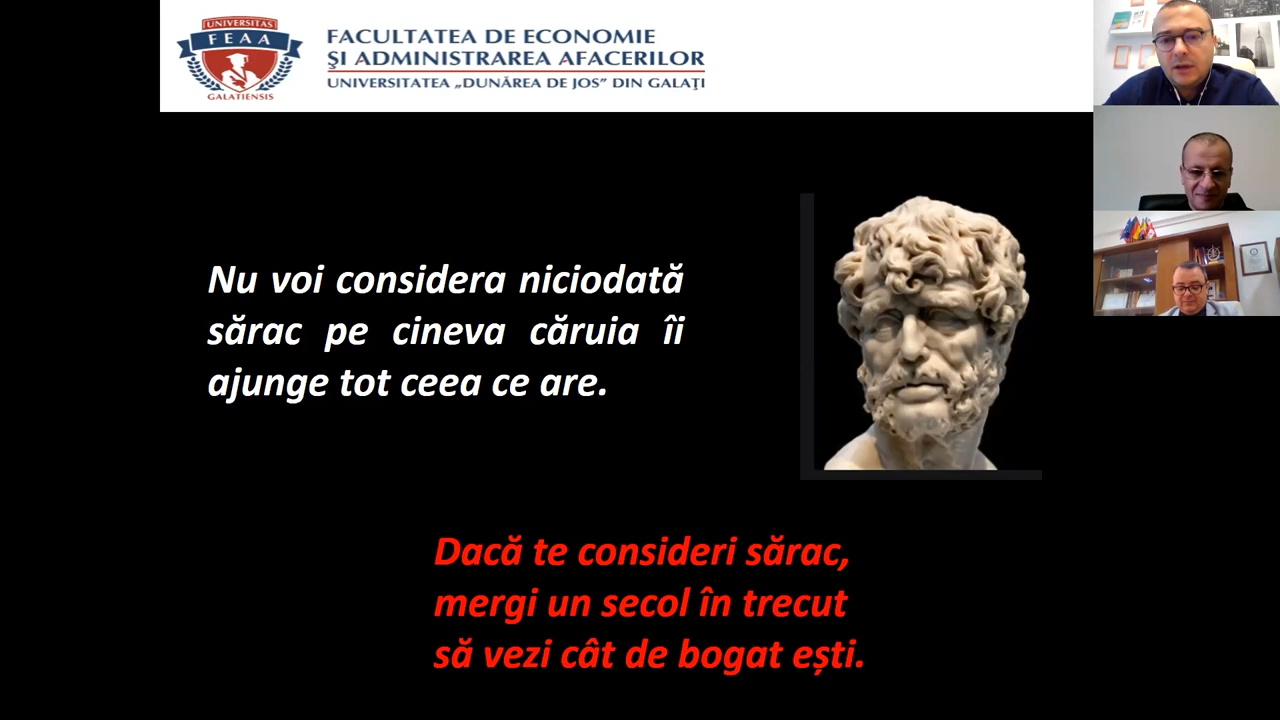 UNIVERSITAS
FEAA
GALATIENSIS
FACULTATEA DE ECONOMIE
ŞI ADMINISTRAREA AFACERILOR
UNIVERSITATEA „DUNĂREA DE JOS” DIN GALAŢI
Nu voi considera niciodată
sărac pe cineva căruia îi
ajunge tot ceea ce are.
Dacă te consideri sărac,
mergi un secol în trecut
să vezi cât de bogat ești.